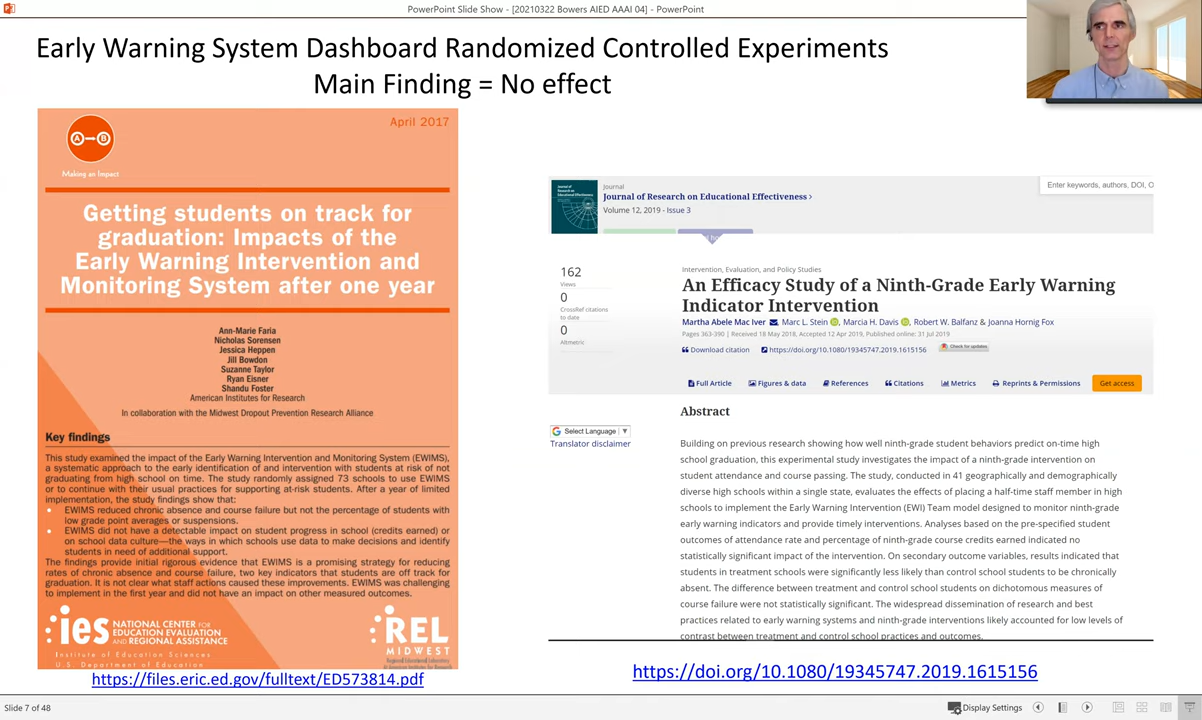 PowerPoint Slide Show - [20210322 Bowers AIED AAAI 04] - PowerPoint
Early Warning System Dashboard Randomized Controlled Experiments
Main Finding = No effect
A B
April 2017
Making an Impact
Getting students on track for
graduation: Impacts of the
Early Warning Intervention and
Monitoring System after one year
Ann-Marie Faria
Nicholas Sorensen
Jessica Heppen
Jill Bowdon
Suzanne Taylor
Ryan Eisner
Shandu Foster
American Institutes for Research
In collaboration with the Midwest Dropout Prevention Research Alliance
Key findings
This study examined the impact of the Early Warning Intervention and Monitoring System (EWIMS),
a systematic approach to the early identification of and intervention with students at risk of not
graduating from high school on time. The study randomly assigned 73 schools to use EWIMS
or to continue with their usual practices for supporting at-risk students. After a year of limited
implementation, the study findings show that:
• EWIMS reduced chronic absence and course failure but not the percentage of students with
low grade point averages or suspensions.
• EWIMS did not have a detectable impact on student progress in school (credits earned) or
on school data culture—the ways in which schools use data to make decisions and identify
students in need of additional support.
The findings provide initial rigorous evidence that EWIMS is a promising strategy for reducing
rates of chronic absence and course failure, two key indicators that students are off track for
graduation. It is not clear what staff actions caused these improvements. EWIMS was challenging
to implement in the first year and did not have an impact on other measured outcomes.
ies NATIONAL CENTER FOR
EDUCATION EVALUATION
AND REGIONAL ASSISTANCE
Institute of Education Sciences
U.S. Department of Education
REL
MIDWEST
Regional Educational Laboratory
At American Institutes for Research
https://files.eric.ed.gov/fulltext/ED573814.pdf
Journal
Journal of Research on Educational Effectiveness ›
Volume 12, 2019 - Issue 3
Enter keywords, authors, DOI, O
162
Views
0
CrossRef citations
to date
0
Altmetric
Intervention, Evaluation, and Policy Studies
An Efficacy Study of a Ninth-Grade Early Warning
Indicator Intervention
Martha Abele Mac Iver, Marc L. Stein, Marcia H. Davis, Robert W. Balfanz & Joanna Hornig Fox
Pages 363-390 | Received 18 May 2018, Accepted 12 Apr 2019, Published online: 31 Jul 2019
Download citation https://doi.org/10.1080/19345747.2019.1615156 Check for updates
Full Article Figures & data References Citations Metrics Reprints & Permissions Get access
Select Language ▼
Translator disclaimer
Abstract
Building on previous research showing how well ninth-grade student behaviors predict on-time high
school graduation, this experimental study investigates the impact of a ninth-grade intervention on
student attendance and course passing. The study, conducted in 41 geographically and demographically
diverse high schools within a single state, evaluates the effects of placing a half-time staff member in high
schools to implement the Early Warning Intervention (EWI) Team model designed to monitor ninth-grade
early warning indicators and provide timely interventions. Analyses based on the pre-specified student
outcomes of attendance rate and percentage of ninth-grade course credits earned indicated no
statistically significant impact of the intervention. On secondary outcome variables, results indicated that
students in treatment schools were significantly less likely than control school students to be chronically
absent. The difference between treatment and control school students on dichotomous measures of
course failure were not statistically significant. The widespread dissemination of research and best
practices related to early warning systems and ninth-grade interventions likely accounted for low levels of
contrast between treatment and control school practices and outcomes.
https://doi.org/10.1080/19345747.2019.1615156
Slide 7 of 48
Display Settings